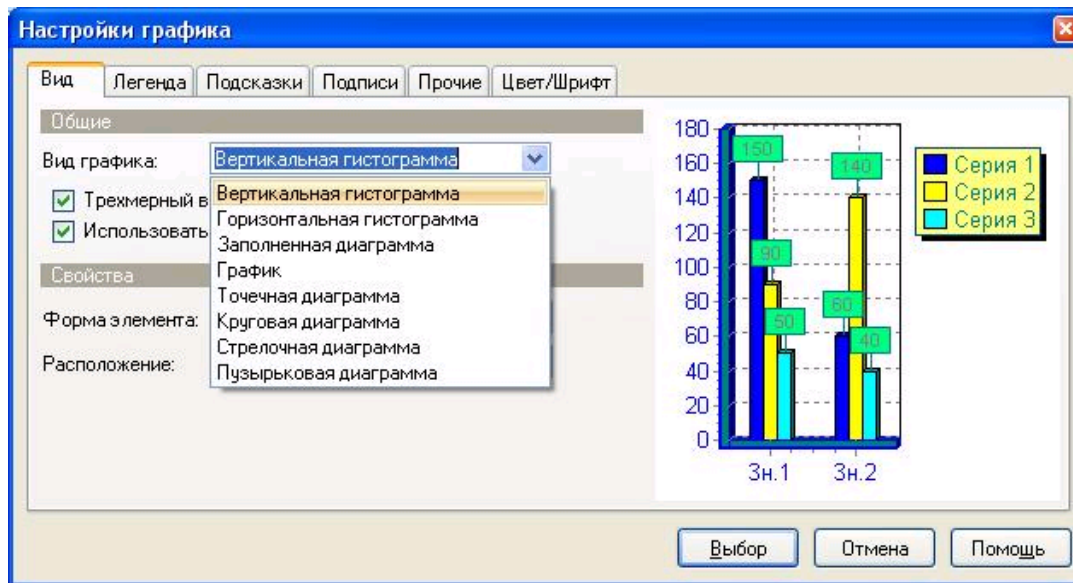 Настройки графика
Вид Легенда Подсказки Подписи Прочие Цвет/Шрифт
Общие
Вид графика: Вертикальная гистограмма
Трехмерный в
Использовать
Вертикальная гистограмма
Горизонтальная гистограмма
Заполненная диаграмма
График
Точечная диаграмма
Круговая диаграмма
Стрелочная диаграмма
Пузырьковая диаграмма
Свойства
Форма элемента:
Расположение:
180
160
140
120
100
80
60
40
20
0
150
90
50
140
60
40
Зн.1 Зн.2
Серия 1
Серия 2
Серия 3
Выбор Отмена Помощь